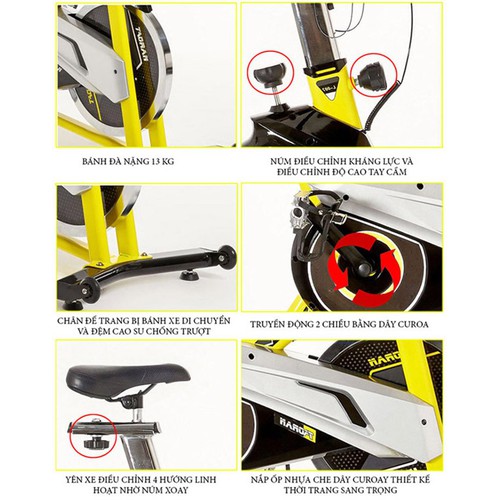 BÁNH ĐÀ NẶNG 13 KG
NÚM ĐIỀU CHỈNH KHÁNG LỰC VÀ
ĐIỀU CHỈNH ĐỘ CAO TAY CẦM
CHÂN ĐẾ TRANG BỊ BÁNH XE DI CHUYỂN
VÀ ĐỆM CAO SU CHỐNG TRƯỢT
TRUYỀN ĐỘNG 2 CHIỀU BẰNG DÂY CUROA
YÊN XE ĐIỀU CHỈNH 4 HƯỚNG LINH
HOẠT NHỜ NÚM XOAY
NẮP ỐP NHỰA CHE DÂY CUROAY THIẾT KẾ
THỜI TRANG SANG TRỌNG